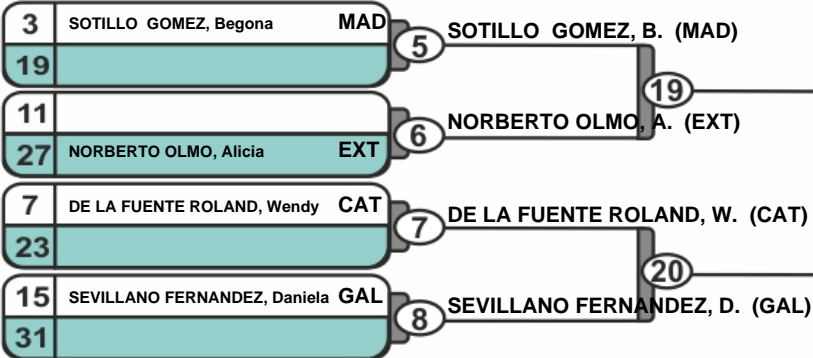 3 SOTILLO GOMEZ, Begona MAD
19
5 SOTILLO GOMEZ, B. (MAD)
19
11
27 NORBERTO OLMO, Alicia EXT
6 NORBERTO OLMO, A. (EXT)
7 DE LA FUENTE ROLAND, Wendy CAT
23
7 DE LA FUENTE ROLAND, W. (CAT)
20
15 SEVILLANO FERNANDEZ, Daniela GAL
31
8 SEVILLANO FERNANDEZ, D. (GAL)